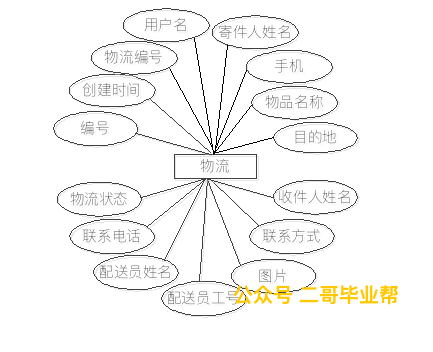 用户名
寄件人姓名
物流编号
手机
创建时间
物品名称
编号
目的地
物流
物流状态
收件人姓名
联系电话
联系方式
配送员姓名
图片
配送员工号
公众号 二哥毕业帮